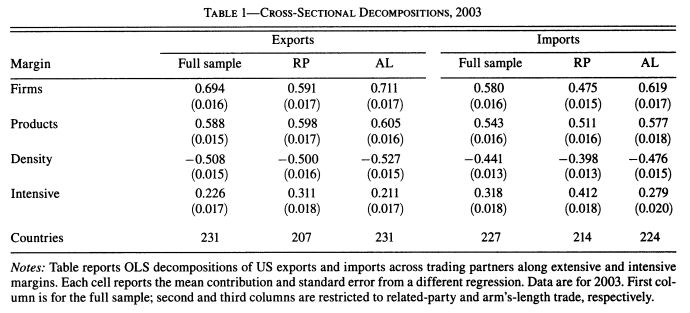 TABLE 1—CROSS-SECTIONAL DECOMPOSITIONS, 2003
Exports Imports
Margin Full sample RP AL Full sample RP AL
Firms 0.694 0.591 0.711 0.580 0.475 0.619
(0.016) (0.017) (0.017) (0.016) (0.015) (0.017)
Products 0.588 0.598 0.605 0.543 0.511 0.577
(0.015) (0.017) (0.016) (0.016) (0.016) (0.018)
Density −0.508 −0.500 −0.527 −0.441 −0.398 −0.476
(0.015) (0.016) (0.015) (0.013) (0.013) (0.015)
Intensive 0.226 0.311 0.211 0.318 0.412 0.279
(0.017) (0.018) (0.017) (0.018) (0.018) (0.020)
Countries 231 207 231 227 214 224
Notes: Table reports OLS decompositions of US exports and imports across trading partners along extensive and intensive
margins. Each cell reports the mean contribution and standard error from a different regression. Data are for 2003. First col-
umn is for the full sample; second and third columns are restricted to related-party and arm's-length trade, respectively.